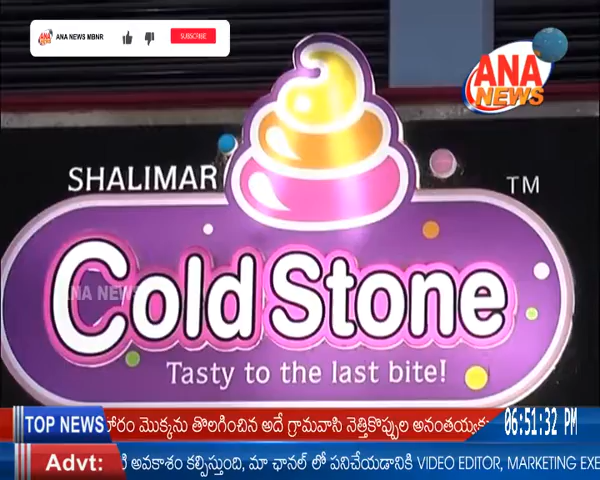 ANA NEWS MBNR
SUBSCRIBE
ANA
NEWS
SHALIMAR
TM
Cold Stone
ANA NEWS
Tasty to the last bite!
TOP NEWS
మొక్కను తొలగించిన అదే గ్రామవాసి నెత్తికొప్పుల
06:51:32 PM
Advt:
అవకాశం కల్పిస్తుంది, మా ఛానల్ లో పనిచేయడానికి VIDEO EDITOR, MARKETING EXE